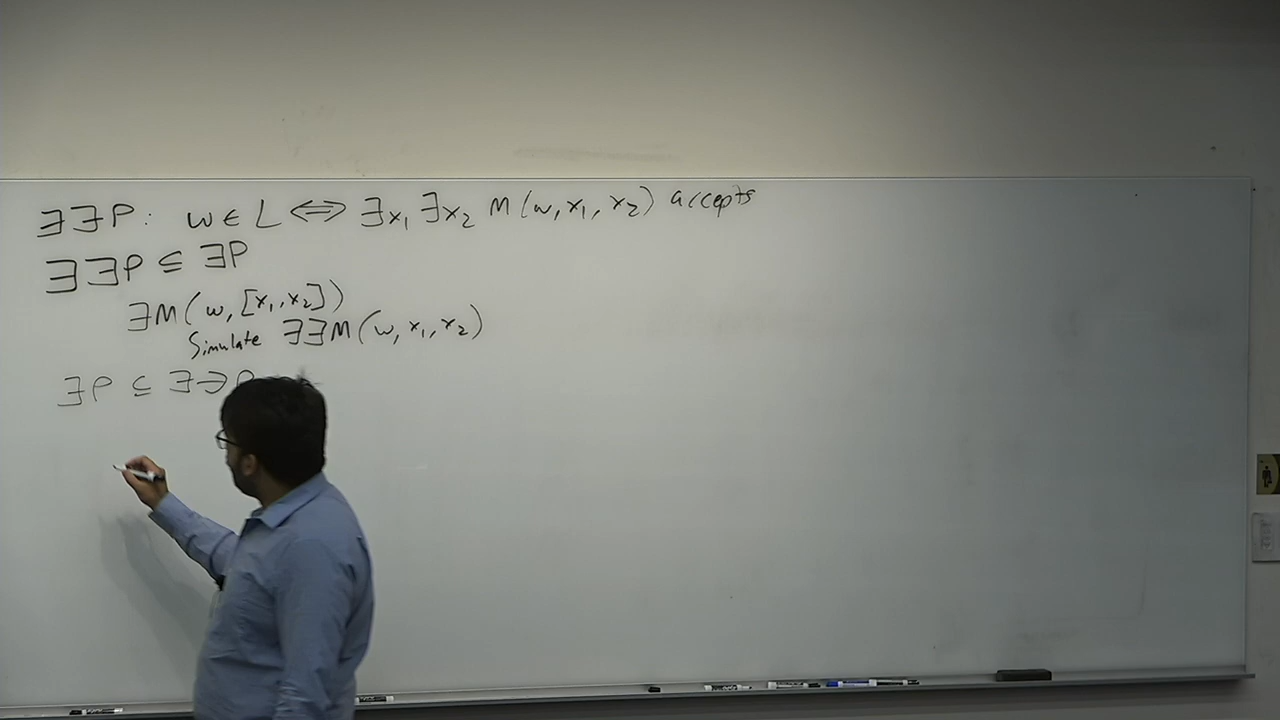 ∃∃P: w ∈ L ⟺ ∃x₁ ∃x₂ M(w, x₁, x₂) accepts
∃∃P ⊆ ∃P
∃M(w, [x₁, x₂])
Simulate ∃∃M(w, x₁, x₂)
∃P ⊆ ∃∃P